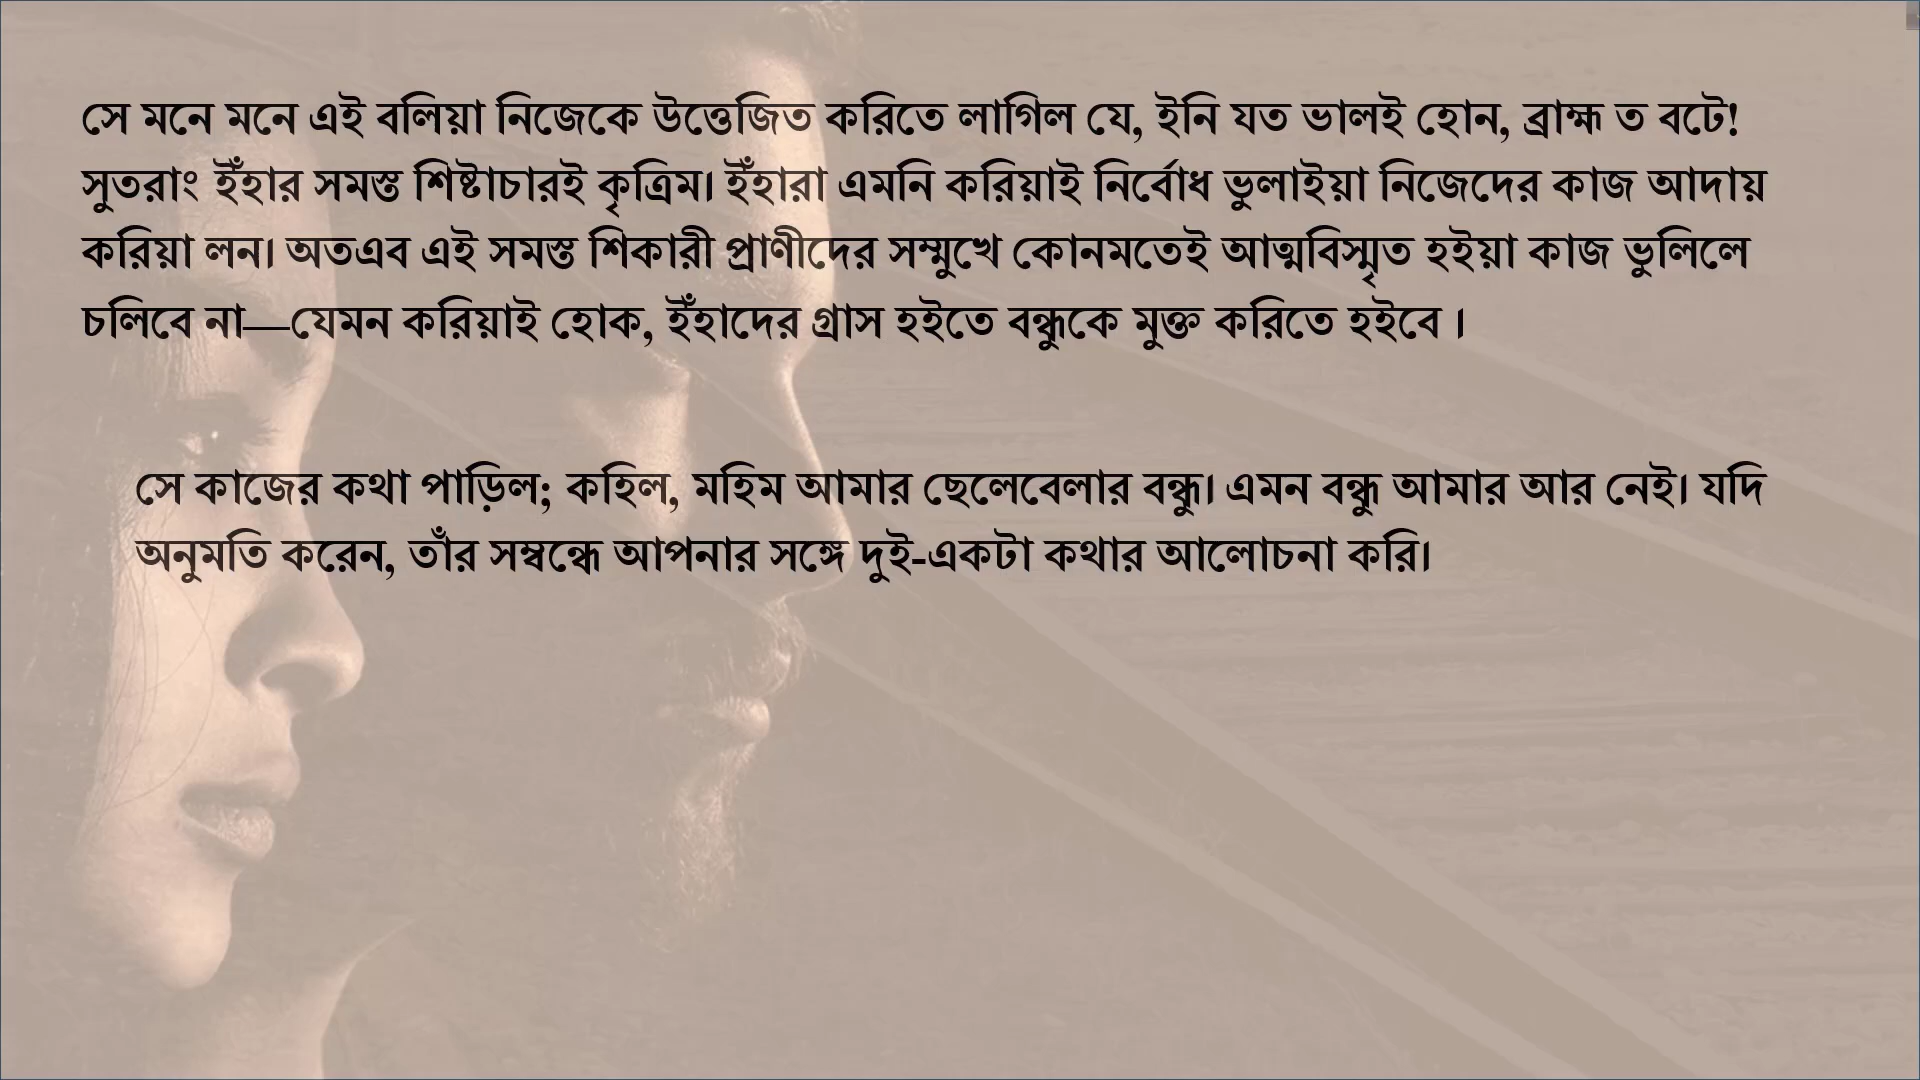 সে মনে মনে এই বলিয়া নিজেকে উত্তেজিত করিতে লাগিল যে, ইনি যত ভালই হোন, ব্রাহ্ম ত বটে!
সুতরাং ইঁহার সমস্ত শিষ্টাচারই কৃত্রিম। ইঁহারা এমনি করিয়াই নির্বোধ ভুলাইয়া নিজেদের কাজ আদায়
করিয়া লন। অতএব এই সমস্ত শিকারী প্রাণীদের সম্মুখে কোনমতেই আত্মবিস্মৃত হইয়া কাজ ভুলিলে
চলিবে না—যেমন করিয়াই হোক, ইঁহাদের গ্রাস হইতে বন্ধুকে মুক্ত করিতে হইবে ।
সে কাজের কথা পাড়িল; কহিল, মহিম আমার ছেলেবেলার বন্ধু। এমন বন্ধু আমার আর নেই। যদি
অনুমতি করেন, তাঁর সম্বন্ধে আপনার সঙ্গে দুই-একটা কথার আলোচনা করি।